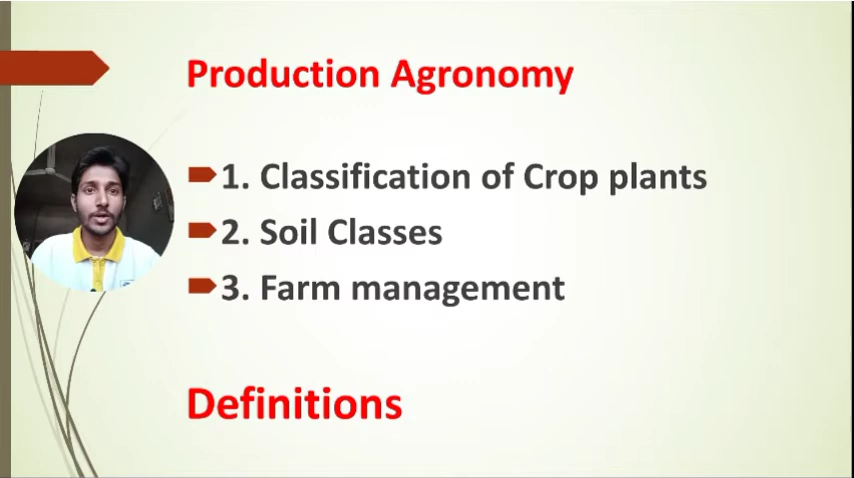 Production Agronomy
1. Classification of Crop plants
2. Soil Classes
3. Farm management
Definitions